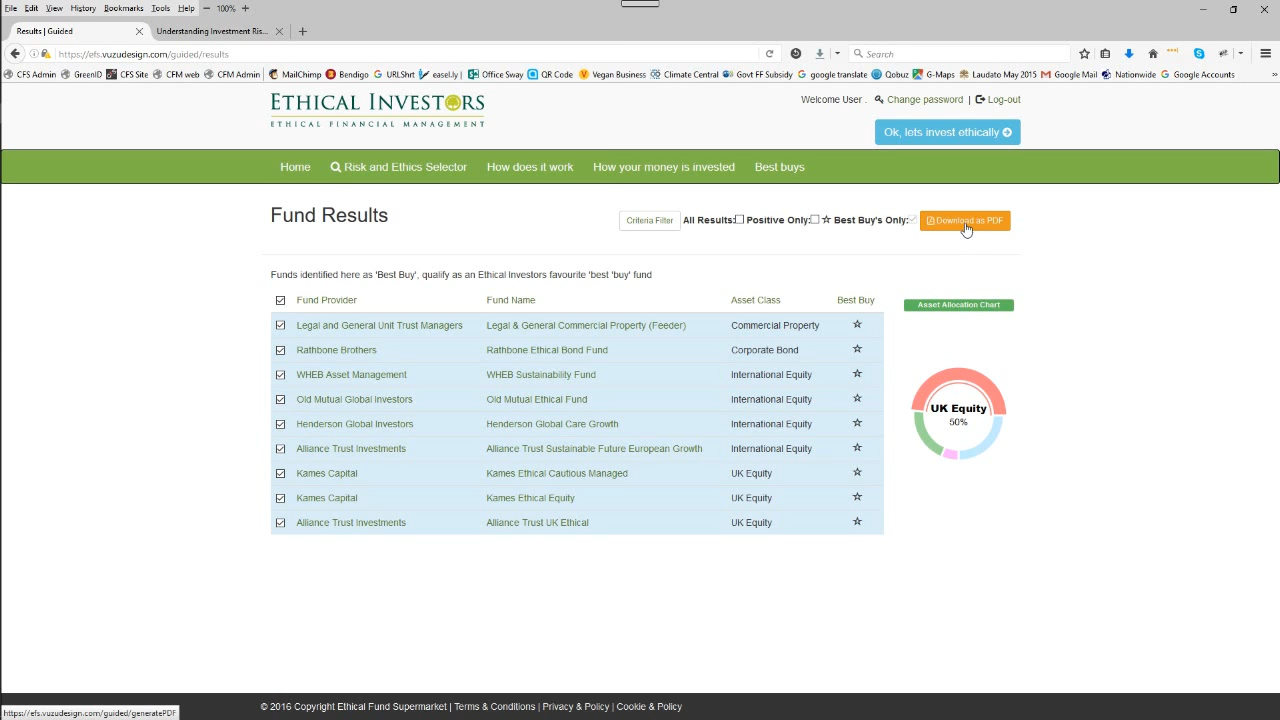 File Edit View History Bookmarks Tools Help − 100% +
Results | Guided
Understanding Investment Ris...
https://efs.vuzudesign.com/guided/results
Search
CFS Admin GreenID CFS Site CFM web CFM Admin MailChimp Bendigo URLShrt easel.ly Office Sway QR Code Vegan Business Climate Central Govt FF Subsidy google translate Qobuz G-Maps Laudato May 2015 Google Mail Nationwide Google Accounts
ETHICAL INVESTORS
ETHICAL FINANCIAL MANAGEMENT
Welcome User . Change password | Log-out
Ok, lets invest ethically
Home Risk and Ethics Selector How does it work How your money is invested Best buys
Fund Results
Criteria Filter All Results: Positive Only: Best Buy's Only: Download as PDF
Funds identified here as 'Best Buy', qualify as an Ethical Investors favourite 'best 'buy' fund
Fund Provider Fund Name Asset Class Best Buy
Legal and General Unit Trust Managers Legal & General Commercial Property (Feeder) Commercial Property
Rathbone Brothers Rathbone Ethical Bond Fund Corporate Bond
WHEB Asset Management WHEB Sustainability Fund International Equity
Old Mutual Global Investors Old Mutual Ethical Fund International Equity
Henderson Global Investors Henderson Global Care Growth International Equity
Alliance Trust Investments Alliance Trust Sustainable Future European Growth International Equity
Kames Capital Kames Ethical Cautious Managed UK Equity
Kames Capital Kames Ethical Equity UK Equity
Alliance Trust Investments Alliance Trust UK Ethical UK Equity
Asset Allocation Chart
UK Equity
50%
© 2016 Copyright Ethical Fund Supermarket | Terms & Conditions | Privacy & Policy | Cookie & Policy
https://efs.vuzudesign.com/guided/generatePDF